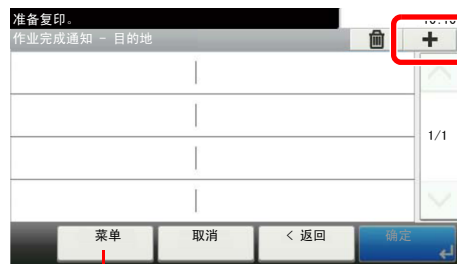 准备复印。
作业完成通知 - 目的地
1/1
菜单
取消
< 返回
确定